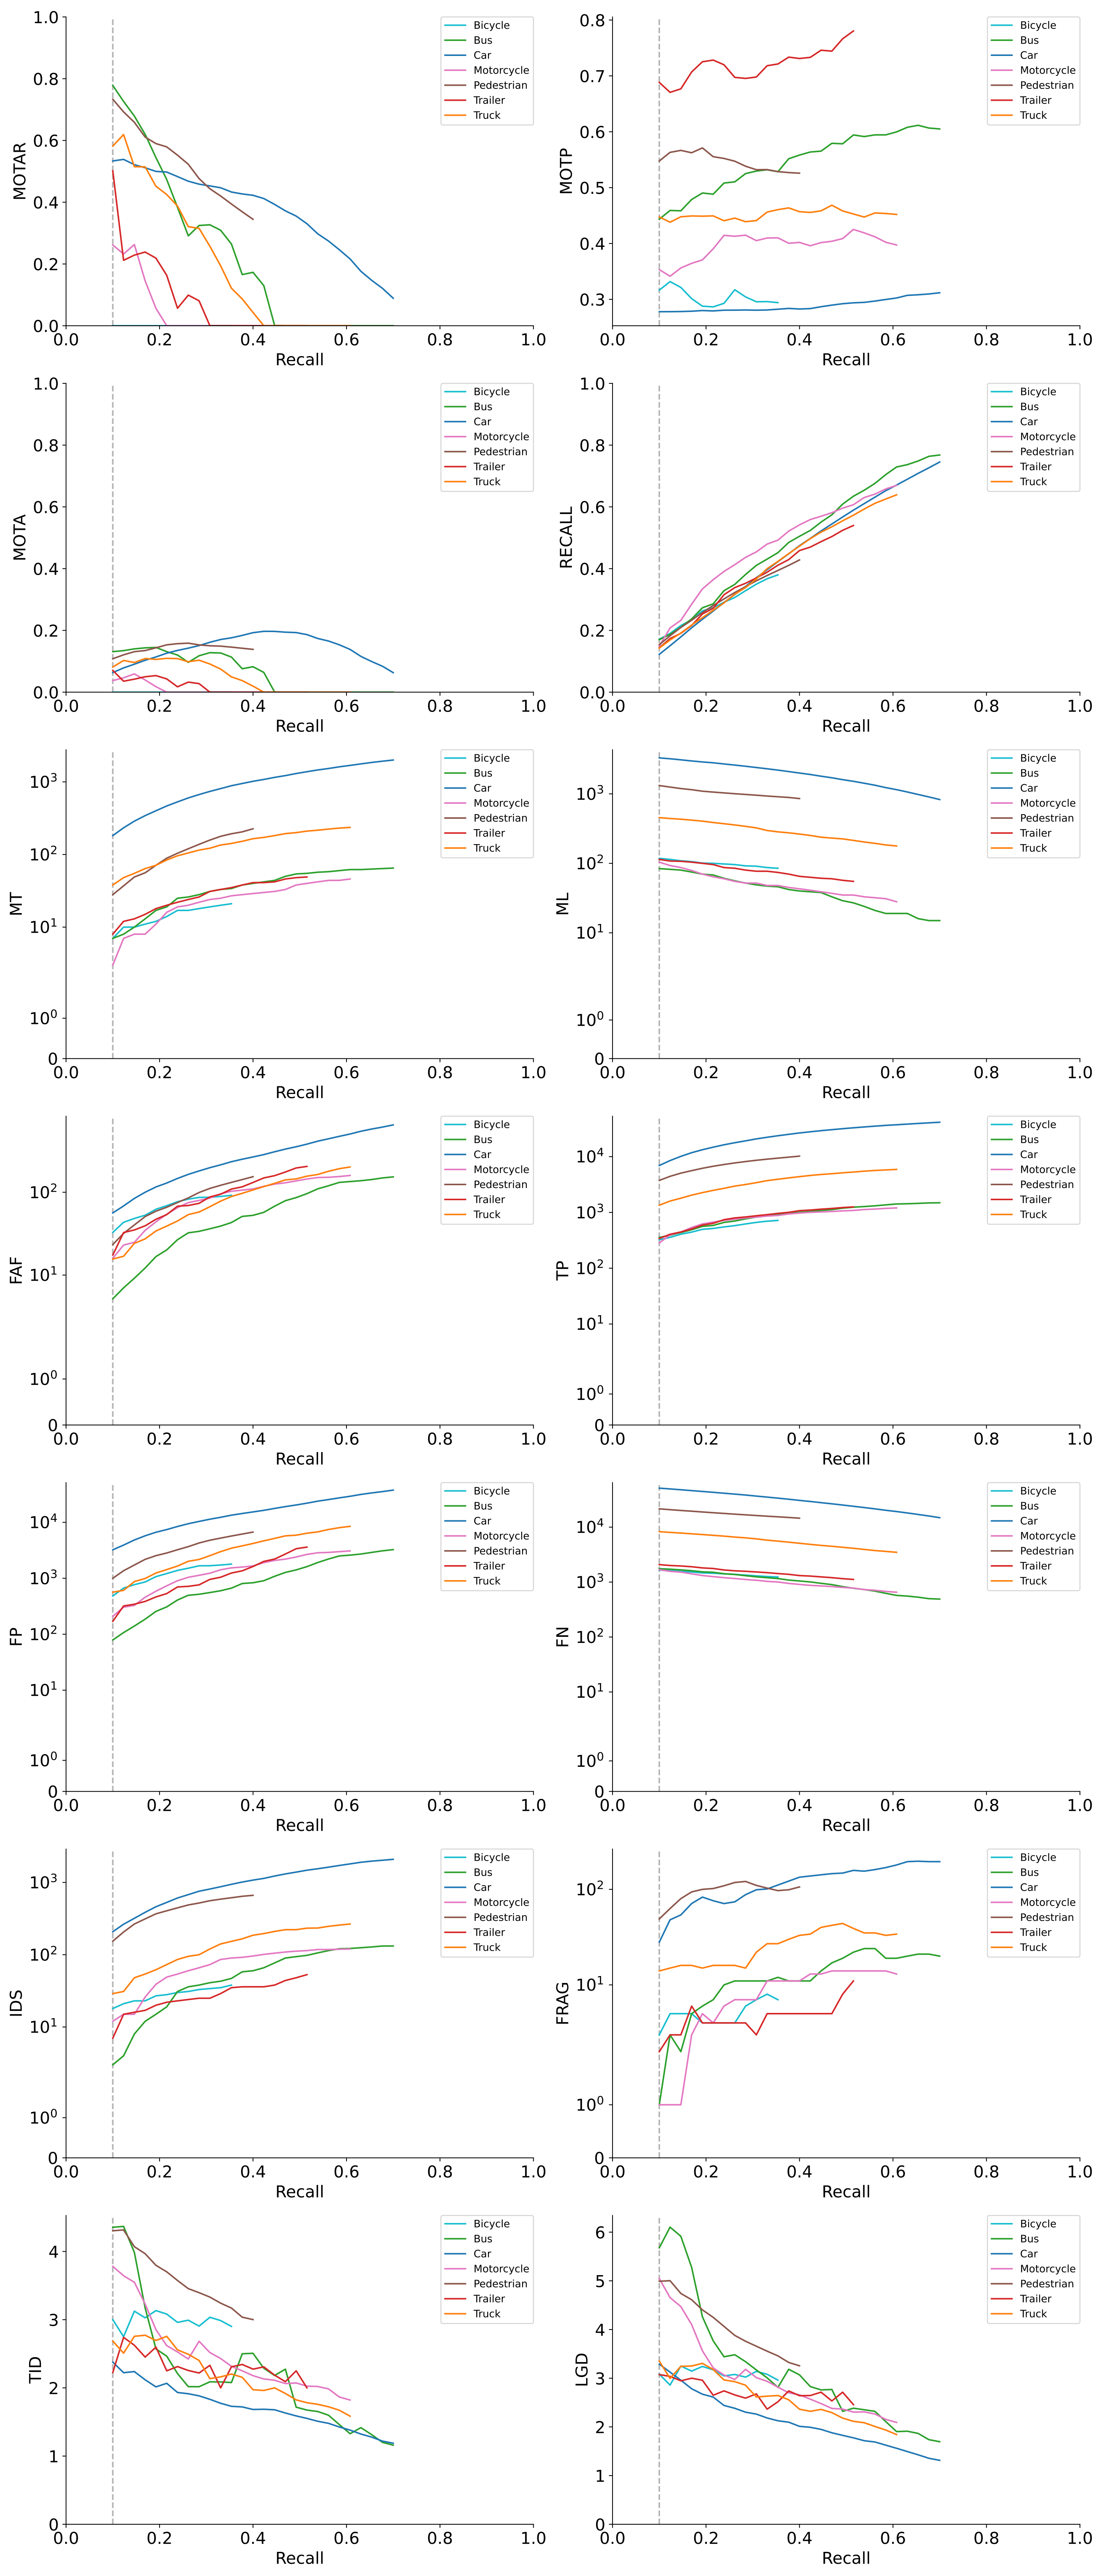 1.0
0.8
0.6
0.4
0.2
0.0
MOTAR
0.0 0.2 0.4 0.6 0.8 1.0
Recall
Bicycle
Bus
Car
Motorcycle
Pedestrian
Trailer
Truck
0.8
0.7
0.6
0.5
0.4
0.3
MOTP
0.0 0.2 0.4 0.6 0.8 1.0
Recall
Bicycle
Bus
Car
Motorcycle
Pedestrian
Trailer
Truck
1.0
0.8
0.6
0.4
0.2
0.0
MOTA
0.0 0.2 0.4 0.6 0.8 1.0
Recall
Bicycle
Bus
Car
Motorcycle
Pedestrian
Trailer
Truck
1.0
0.8
0.6
0.4
0.2
0.0
RECALL
0.0 0.2 0.4 0.6 0.8 1.0
Recall
Bicycle
Bus
Car
Motorcycle
Pedestrian
Trailer
Truck
10³
10²
10¹
10⁰
0
MT
0.0 0.2 0.4 0.6 0.8 1.0
Recall
Bicycle
Bus
Car
Motorcycle
Pedestrian
Trailer
Truck
10³
10²
10¹
10⁰
0
ML
0.0 0.2 0.4 0.6 0.8 1.0
Recall
Bicycle
Bus
Car
Motorcycle
Pedestrian
Trailer
Truck
10²
10¹
10⁰
0
FAF
0.0 0.2 0.4 0.6 0.8 1.0
Recall
Bicycle
Bus
Car
Motorcycle
Pedestrian
Trailer
Truck
10⁴
10³
10²
10¹
10⁰
0
TP
0.0 0.2 0.4 0.6 0.8 1.0
Recall
Bicycle
Bus
Car
Motorcycle
Pedestrian
Trailer
Truck
10⁴
10³
10²
10¹
10⁰
0
FP
0.0 0.2 0.4 0.6 0.8 1.0
Recall
Bicycle
Bus
Car
Motorcycle
Pedestrian
Trailer
Truck
10⁴
10³
10²
10¹
10⁰
0
FN
0.0 0.2 0.4 0.6 0.8 1.0
Recall
Bicycle
Bus
Car
Motorcycle
Pedestrian
Trailer
Truck
10³
10²
10¹
10⁰
0
IDS
0.0 0.2 0.4 0.6 0.8 1.0
Recall
Bicycle
Bus
Car
Motorcycle
Pedestrian
Trailer
Truck
10²
10¹
10⁰
0
FRAG
0.0 0.2 0.4 0.6 0.8 1.0
Recall
Bicycle
Bus
Car
Motorcycle
Pedestrian
Trailer
Truck
4
3
2
1
0
TID
0.0 0.2 0.4 0.6 0.8 1.0
Recall
Bicycle
Bus
Car
Motorcycle
Pedestrian
Trailer
Truck
6
5
4
3
2
1
0
LGD
0.0 0.2 0.4 0.6 0.8 1.0
Recall
Bicycle
Bus
Car
Motorcycle
Pedestrian
Trailer
Truck